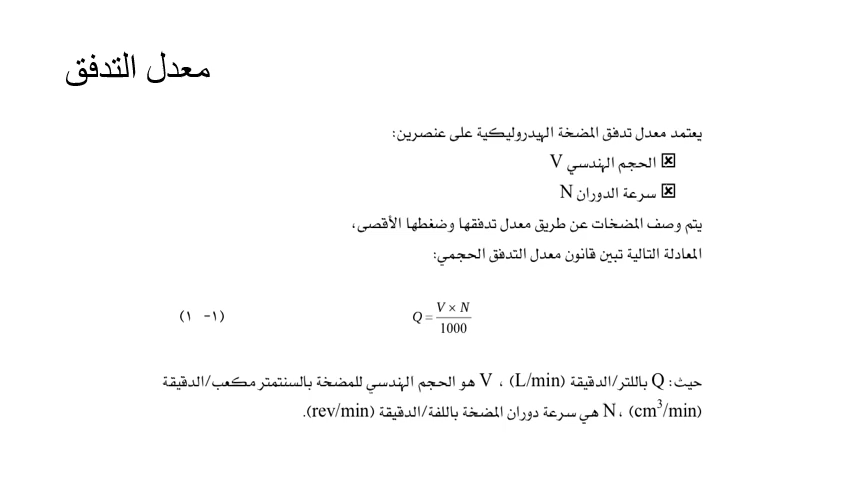 معدل التدفق
يعتمد معدل تدفق المضخة الهيدروليكية على عنصرين:
☒ الحجم الهندسي V
☒ سرعة الدوران N
يتم وصف المضخات عن طريق معدل تدفقها وضغطها الأقصى،
المعادلة التالية تبين قانون معدل التدفق الحجمي:
Q = (V × N) / 1000 (١- ١)
حيث: Q باللتر/الدقيقة (L/min) ، V هو الحجم الهندسي للمضخة بالسنتمتر مكعب/الدقيقة
(cm³/min) ،N هي سرعة دوران المضخة باللفة/الدقيقة (rev/min).